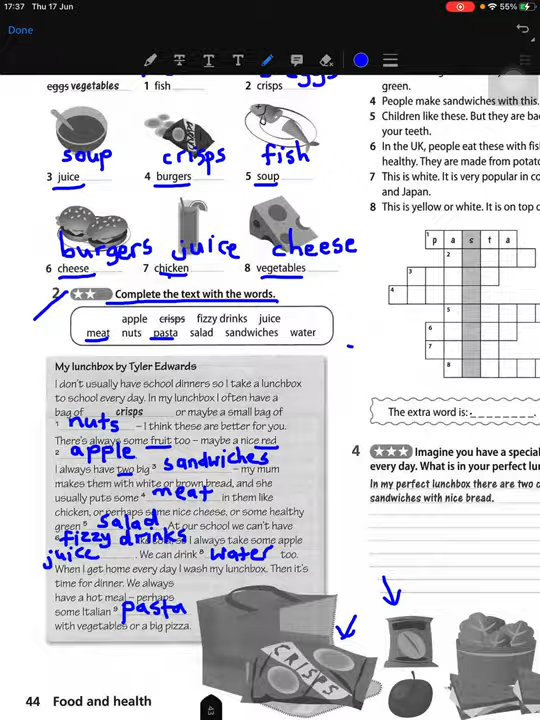 17:37 Thu 17 Jun
55%
Done
eggs vegetables
1 fish
2 crisps
soup
crisps
fish
3 juice
4 burgers
5 soup
burgers
juice
cheese
6 cheese
7 chicken
8 vegetables
2 ★★ Complete the text with the words.
apple crisps fizzy drinks juice
meat nuts pasta salad sandwiches water
My lunchbox by Tyler Edwards
I don't usually have school dinners so I take a lunchbox
to school every day. In my lunchbox I often have a
bag of crisps or maybe a small bag of
1 nuts – I think these are better for you.
There's always some fruit too – maybe a nice red
2 apple
I always have two big 3 sandwiches – my mum
makes them with white or brown bread, and she
usually puts some 4 meat in them like
chicken, or perhaps some nice cheese, or some healthy
green 5 salad. At our school we can't have
6 fizzy drinks so I always take some apple
juice. We can drink 8 water too.
When I get home every day I wash my lunchbox. Then it's
time for dinner. We always
have a hot meal – perhaps
some Italian 9 pasta
with vegetables or a big pizza.
CRISPS
44 Food and health
43
green.
4 People make sandwiches with this.
5 Children like these. But they are
your teeth.
6 In the UK, people eat these with
healthy. They are made from
7 This is white. It is very popular in
and Japan.
8 This is yellow or white. It is on top
1 p a s t a
2
3
4
5
6
7
8
The extra word is:
4 ★★★ Imagine you have a
every day. What is in your perfect
In my perfect lunchbox there are two
sandwiches with nice bread.